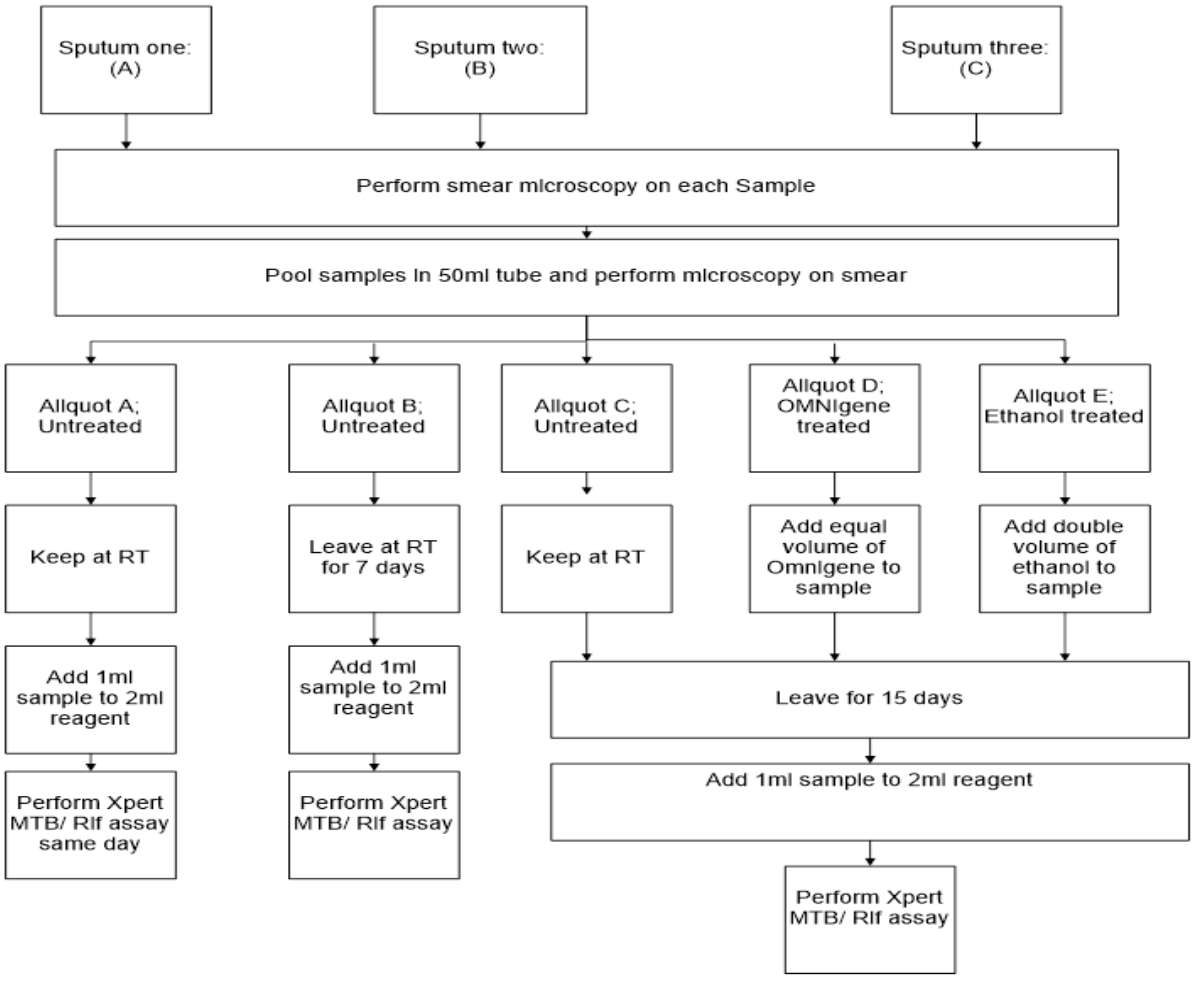 Sputum one:
(A)
Sputum two:
(B)
Sputum three:
(C)
Perform smear microscopy on each Sample
Pool samples in 50ml tube and perform microscopy on smear
Aliquot A;
Untreated
Aliquot B;
Untreated
Aliquot C;
Untreated
Aliquot D;
OMNIgene
treated
Aliquot E;
Ethanol treated
Keep at RT
Leave at RT
for 7 days
Keep at RT
Add equal
volume of
Omnigene to
sample
Add double
volume of
ethanol to
sample
Add 1ml
sample to 2ml
reagent
Add 1ml
sample to 2ml
reagent
Leave for 15 days
Add 1ml sample to 2ml reagent
Perform Xpert
MTB/ Rif assay
same day
Perform Xpert
MTB/ Rif assay
Perform Xpert
MTB/ Rif assay